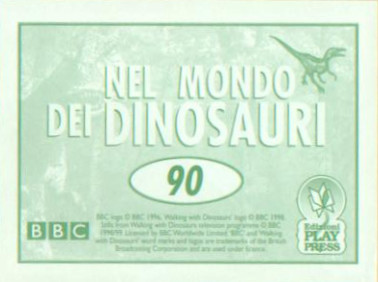 NEL MONDO
DEI DINOSAURI
90
BBC logo © BBC 1996. Walking with Dinosaurs' logo © BBC 1998.
Stills from Walking with Dinosaurs television programme © BBC
1998/99. Licensed by BBC Worldwide Limited. 'BBC' and 'Walking
with Dinosaurs' word marks and logos are trademarks of the British
Broadcasting Corporation and are used under licence.
BBC
Edizioni
PLAY
PRESS